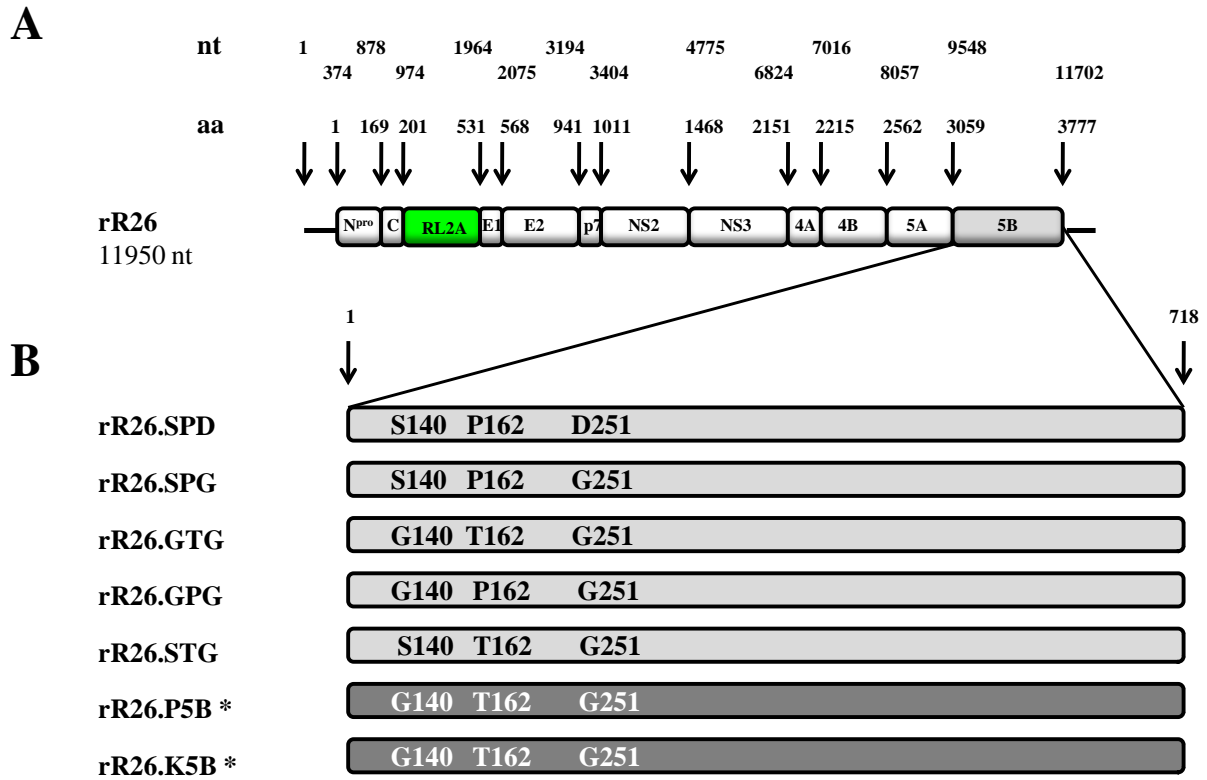 A
nt 1 878 1964 3194 4775 7016 9548
374 974 2075 3404 6824 8057 11702
aa 1 169 201 531 568 941 1011 1468 2151 2215 2562 3059 3777
rR26 Npro C RL2A E1 E2 p7 NS2 NS3 4A 4B 5A 5B
11950 nt
1 718
B
rR26.SPD S140 P162 D251
rR26.SPG S140 P162 G251
rR26.GTG G140 T162 G251
rR26.GPG G140 P162 G251
rR26.STG S140 T162 G251
rR26.P5B * G140 T162 G251
rR26.K5B * G140 T162 G251